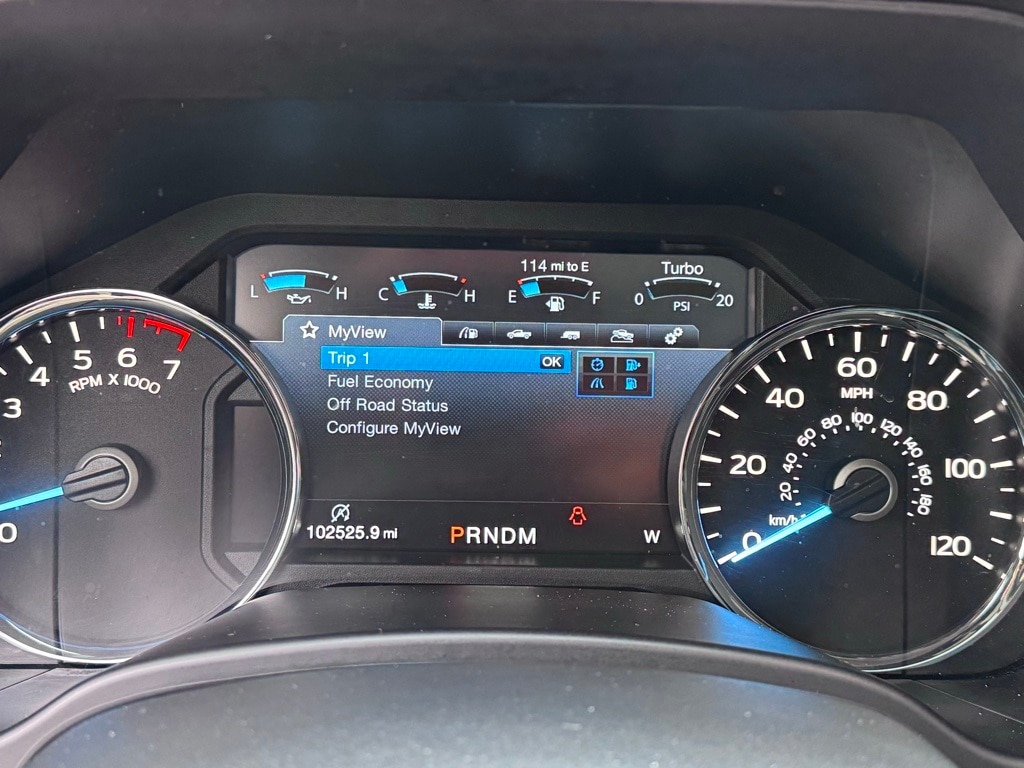 114 mi to E
Turbo
L H
C H
E F
0 PSI 20
MyView
Trip 1 OK
Fuel Economy
Off Road Status
Configure MyView
102525.9 mi
PRNDM
W
0 3 4 5 6 7
RPM X 1000
0 20 40 60 80 100 120
MPH
20 40 60 80 100 120 140 160 180
km/h